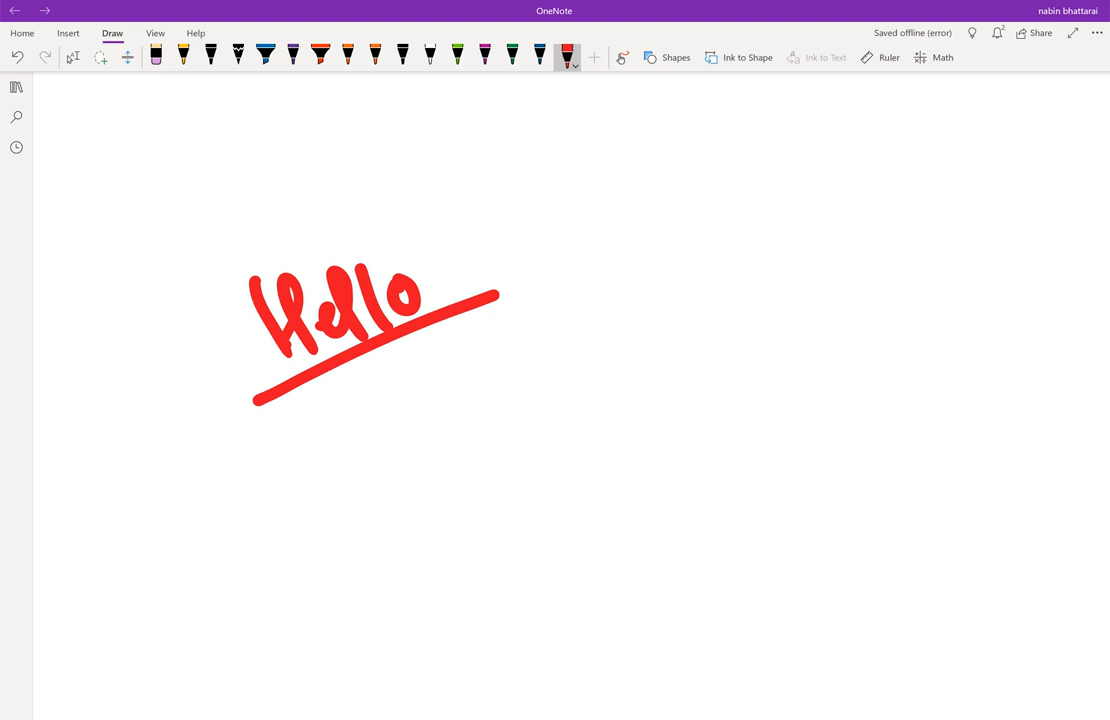 OneNote
nabin bhattarai
Home Insert Draw View Help
Saved offline (error) 2 Share
Shapes Ink to Shape Ink to Text Ruler Math
Hello